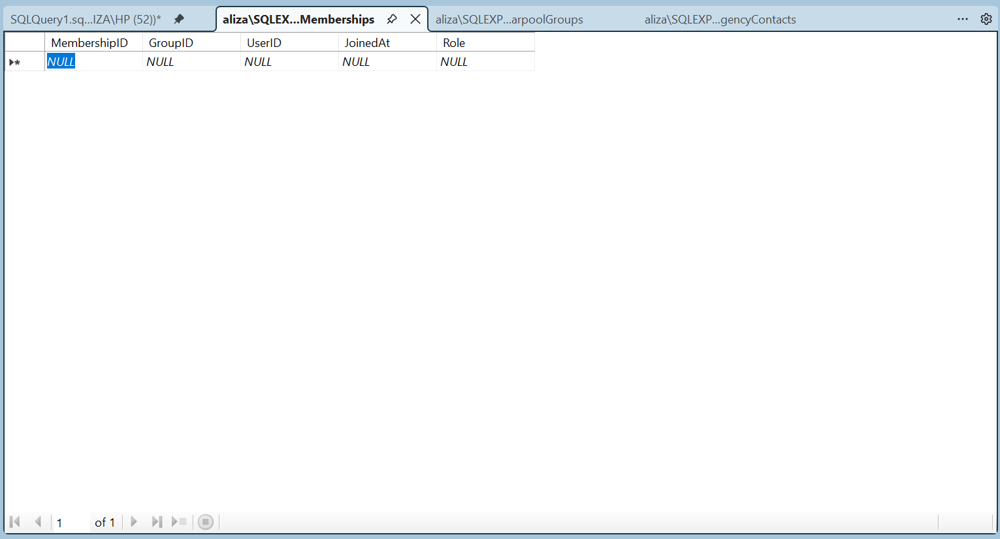 SQLQuery1.sq...IZA\HP (52))* aliza\SQLEX...Memberships aliza\SQLEXP...arpoolGroups aliza\SQLEXP...gencyContacts
MembershipID GroupID UserID JoinedAt Role
NULL NULL NULL NULL NULL
1 of 1